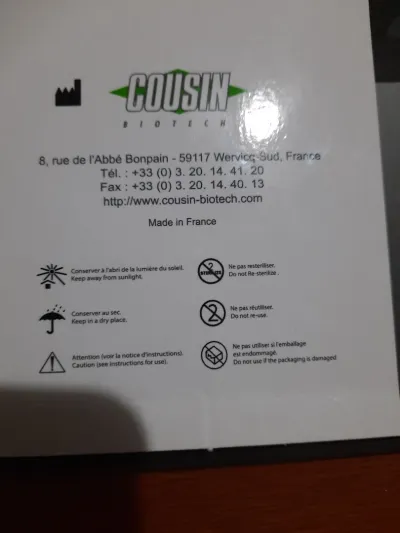 COUSIN
BIOTECH
8, rue de l'Abbé Bonpain - 59117 Wervicq-Sud, France
Tél. : +33 (0) 3. 20. 14. 41. 20
Fax : +33 (0) 3. 20. 14. 40. 13
http://www.cousin-biotech.com
Made in France
Conserver à l'abri de la lumière du soleil.
Keep away from sunlight.
Ne pas restériliser.
Do not Re-sterilize.
Conserver au sec.
Keep in a dry place.
2
Ne pas réutiliser.
Do not re-use.
Attention (voir la notice d'instructions).
Caution (see instructions for use).
Ne pas utiliser si l'emballage
est endommagé.
Do not use if the packaging is damaged